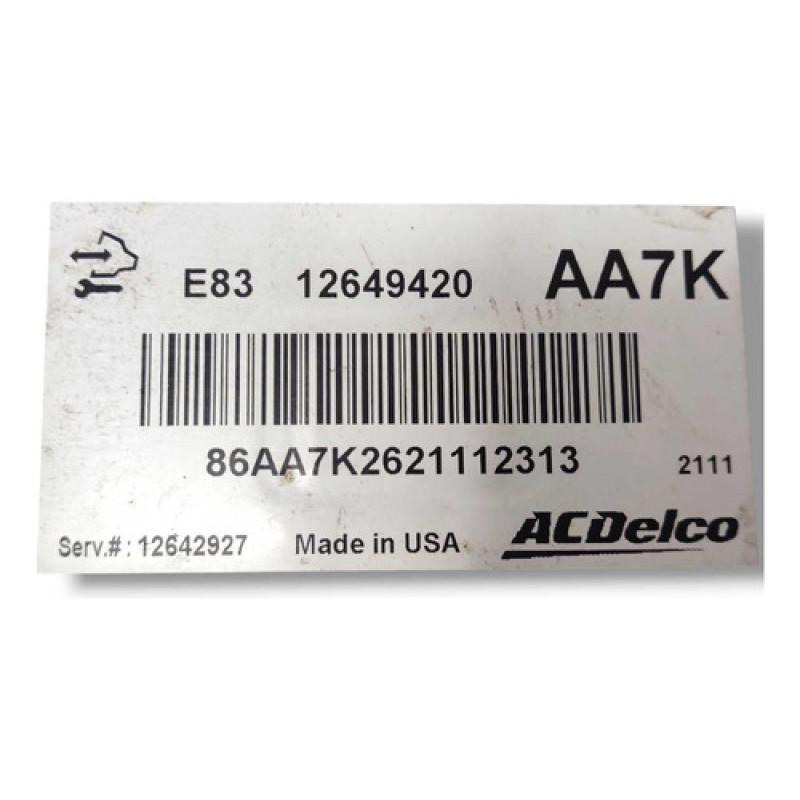 E83 12649420 AA7K
86AA7K2621112313 2111
Serv.#: 12642927 Made in USA ACDelco